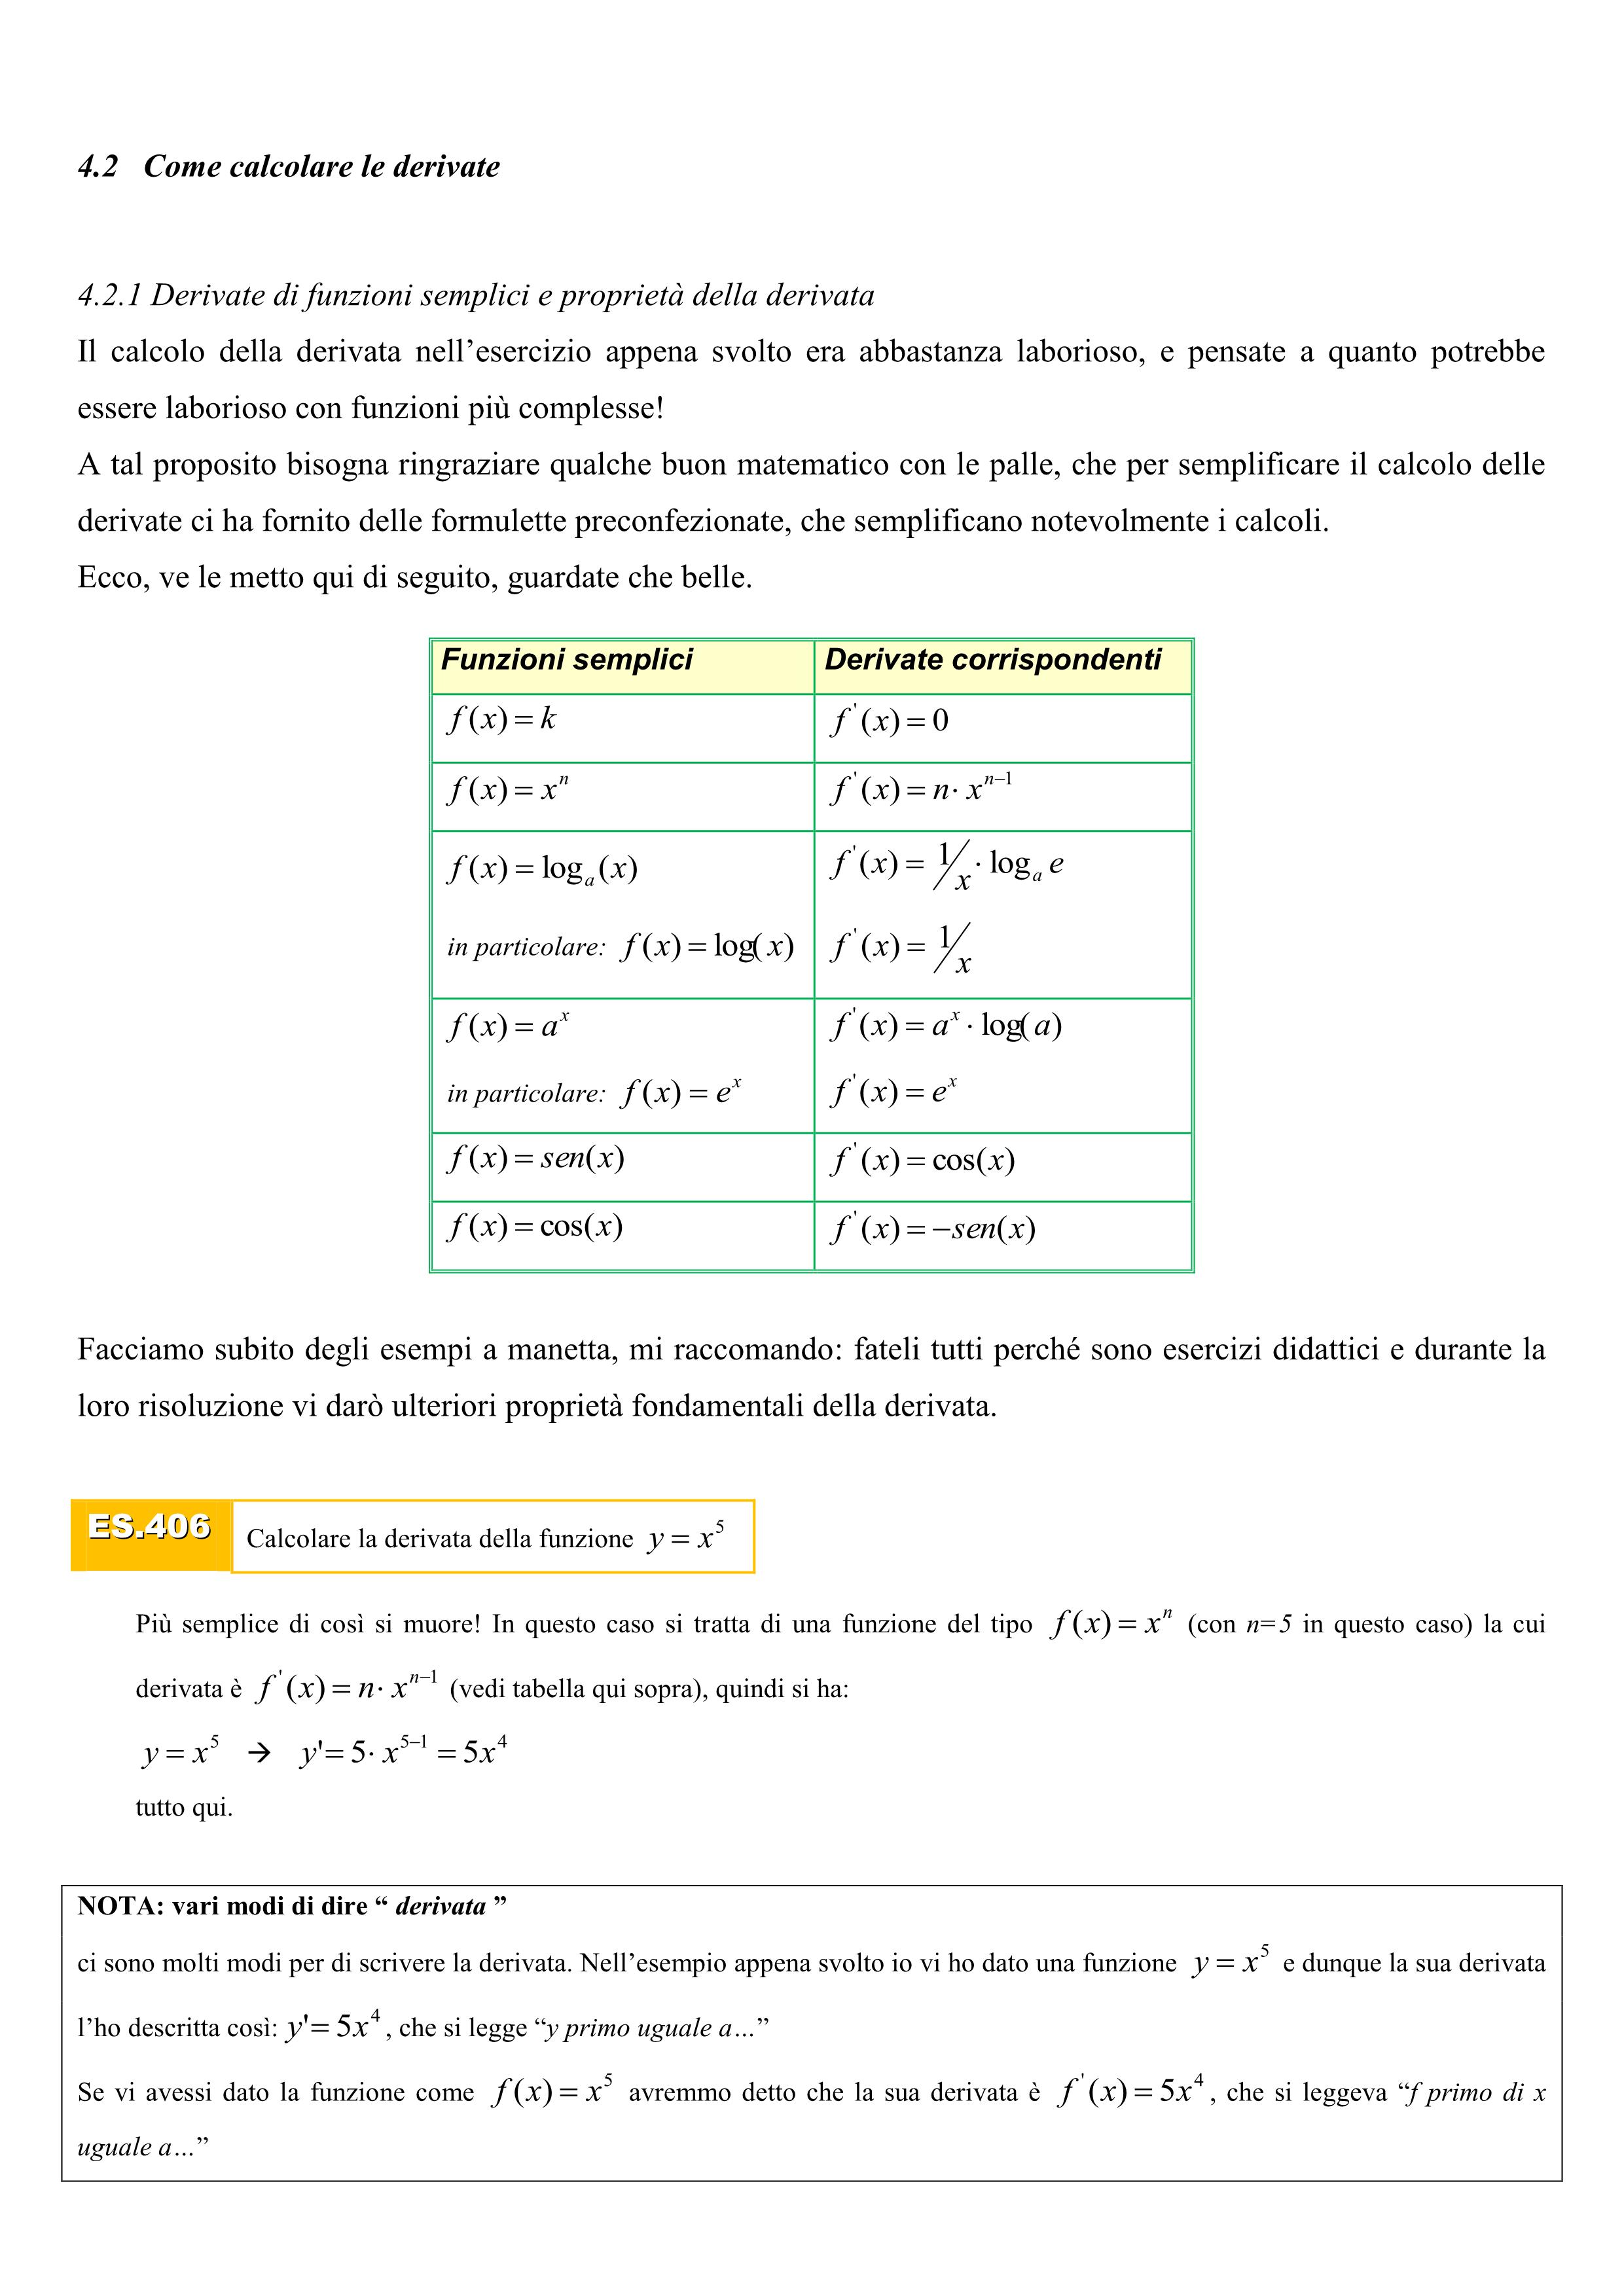 4.2 Come calcolare le derivate
4.2.1 Derivate di funzioni semplici e proprietà della derivata
Il calcolo della derivata nell’esercizio appena svolto era abbastanza laborioso, e pensate a quanto potrebbe
essere laborioso con funzioni più complesse!
A tal proposito bisogna ringraziare qualche buon matematico con le palle, che per semplificare il calcolo delle
derivate ci ha fornito delle formulette preconfezionate, che semplificano notevolmente i calcoli.
Ecco, ve le metto qui di seguito, guardate che belle.
Funzioni semplici Derivate corrispondenti
f(x) = k f'(x) = 0
f(x) = x^n f'(x) = n· x^{n−1}
f(x) = log_a(x) f'(x) = 1/x · log_a e
in particolare: f(x) = log(x) f'(x) = 1/x
f(x) = a^x f'(x) = a^x · log(a)
in particolare: f(x) = e^x f'(x) = e^x
f(x) = sen(x) f'(x) = cos(x)
f(x) = cos(x) f'(x) = −sen(x)
Facciamo subito degli esempi a manetta, mi raccomando: fateli tutti perché sono esercizi didattici e durante la
loro risoluzione vi darò ulteriori proprietà fondamentali della derivata.
ES.406 Calcolare la derivata della funzione y = x^5
Più semplice di così si muore! In questo caso si tratta di una funzione del tipo f(x) = x^n (con n=5 in questo caso) la cui
derivata è f'(x) = n· x^{n−1} (vedi tabella qui sopra), quindi si ha:
y = x^5 → y'= 5· x^{5−1} = 5x^4
tutto qui.
NOTA: vari modi di dire “ derivata ”
ci sono molti modi per di scrivere la derivata. Nell’esempio appena svolto io vi ho dato una funzione y = x^5 e dunque la sua derivata
l’ho descritta così: y'= 5x^4 , che si legge “y primo uguale a…”
Se vi avessi dato la funzione come f(x) = x^5 avremmo detto che la sua derivata è f'(x) = 5x^4 , che si leggeva “f primo di x
uguale a…”